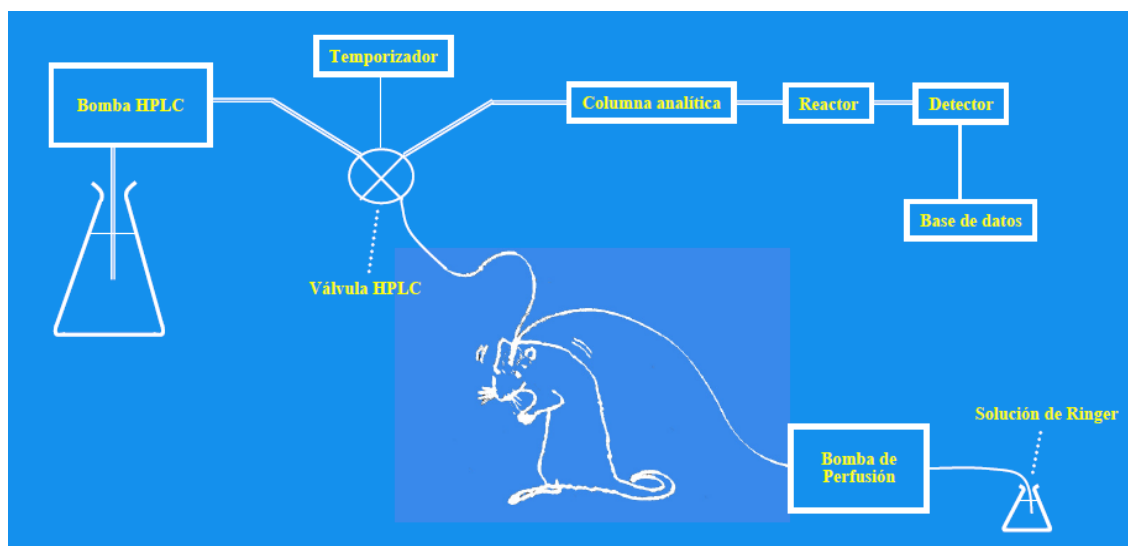 Temporizador
Bomba HPLC
Columna analítica
Reactor
Detector
Base de datos
Válvula HPLC
Solución de Ringer
Bomba de
Perfusión